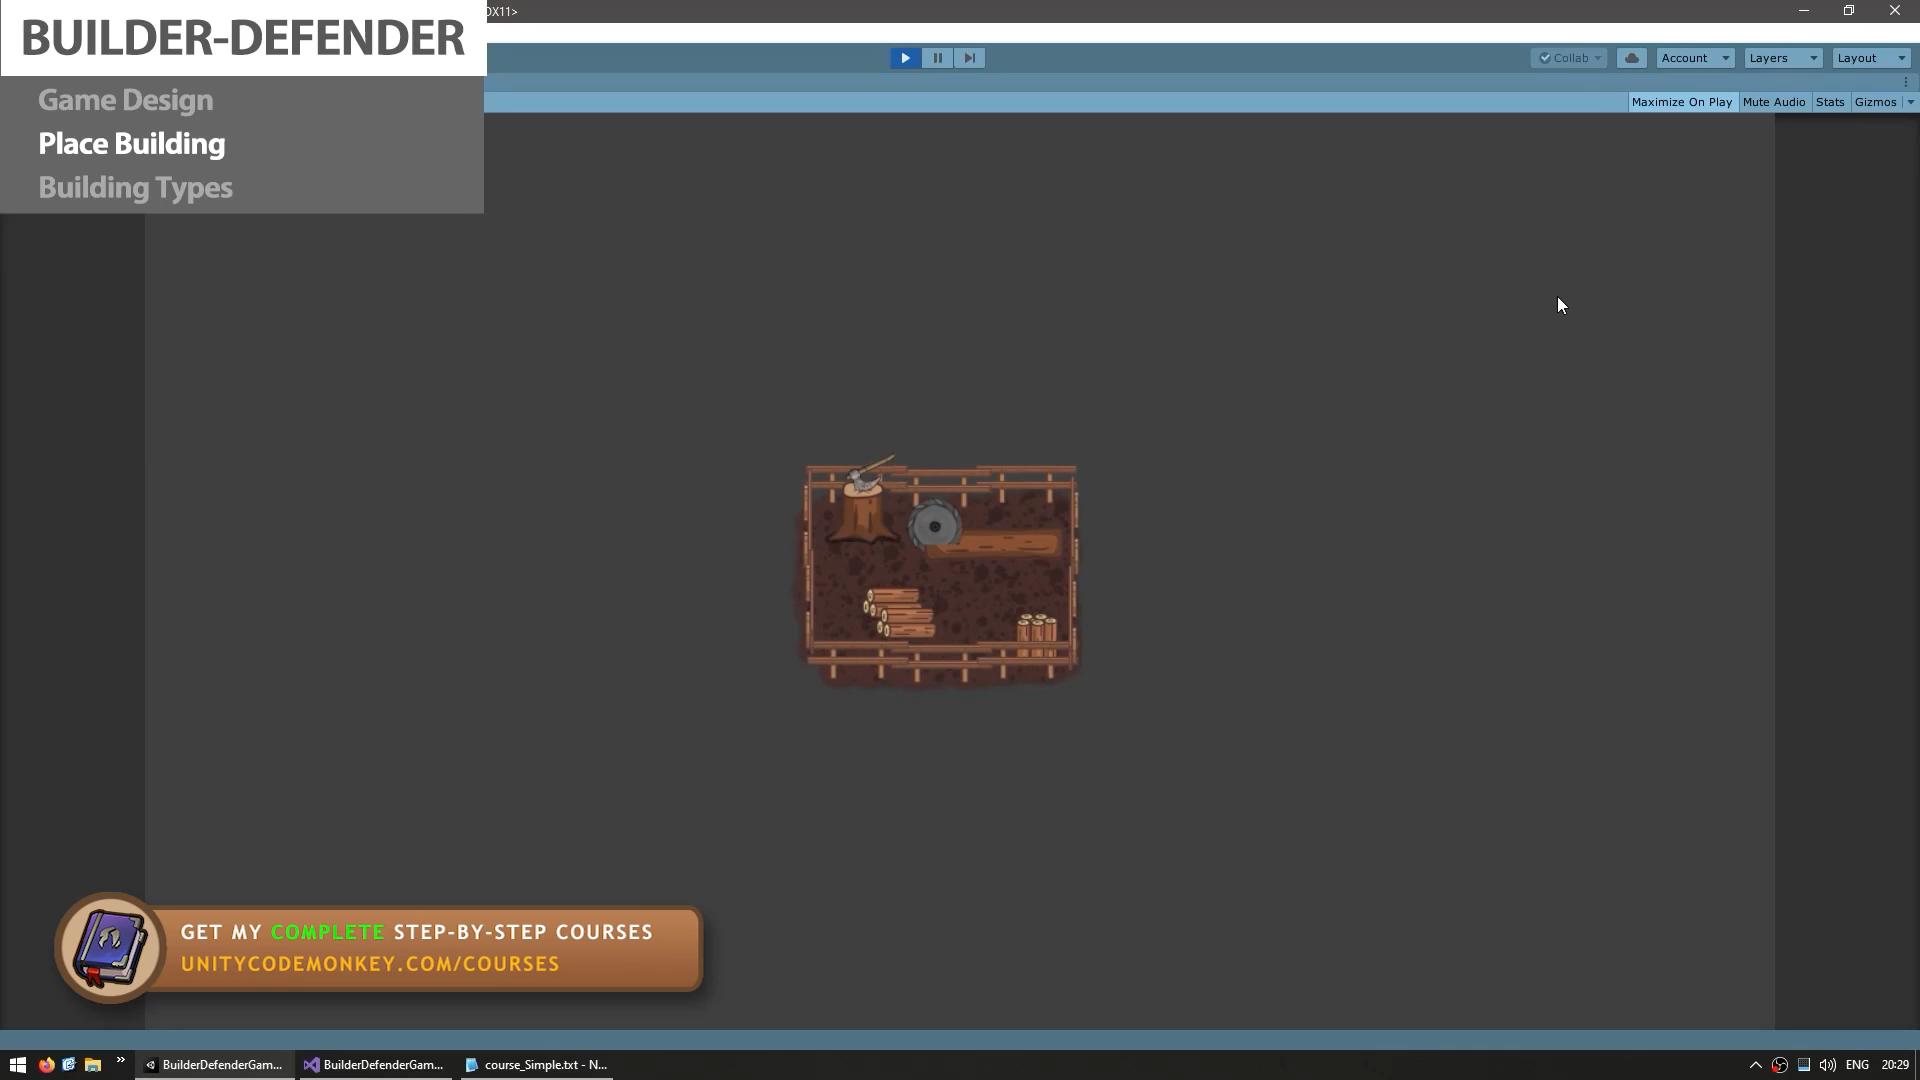 BUILDER-DEFENDER
DX11>
Game Design
Place Building
Building Types
Collab
Account
Layers
Layout
Maximize On Play
Mute Audio
Stats
Gizmos
GET MY COMPLETE STEP-BY-STEP COURSES
UNITYCODEMONKEY.COM/COURSES
BuilderDefenderGam...
BuilderDefenderGam...
course_Simple.txt - N...
ENG
20:29